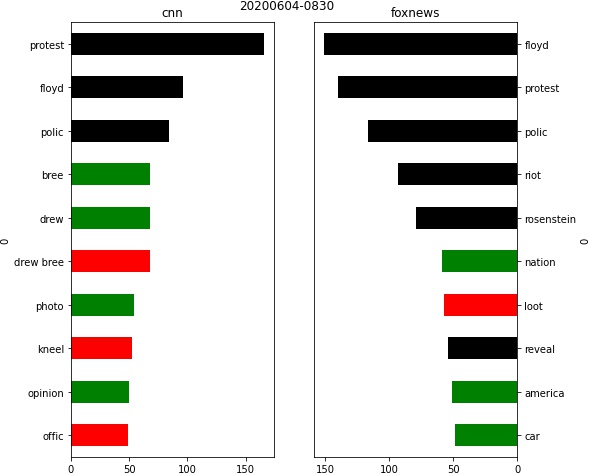 20200604-0830
cnn
foxnews
protest
floyd
polic
bree
drew
drew bree
photo
kneel
opinion
offic
0
0 50 100 150
floyd
protest
polic
riot
rosenstein
nation
loot
reveal
america
car
0
150 100 50 0